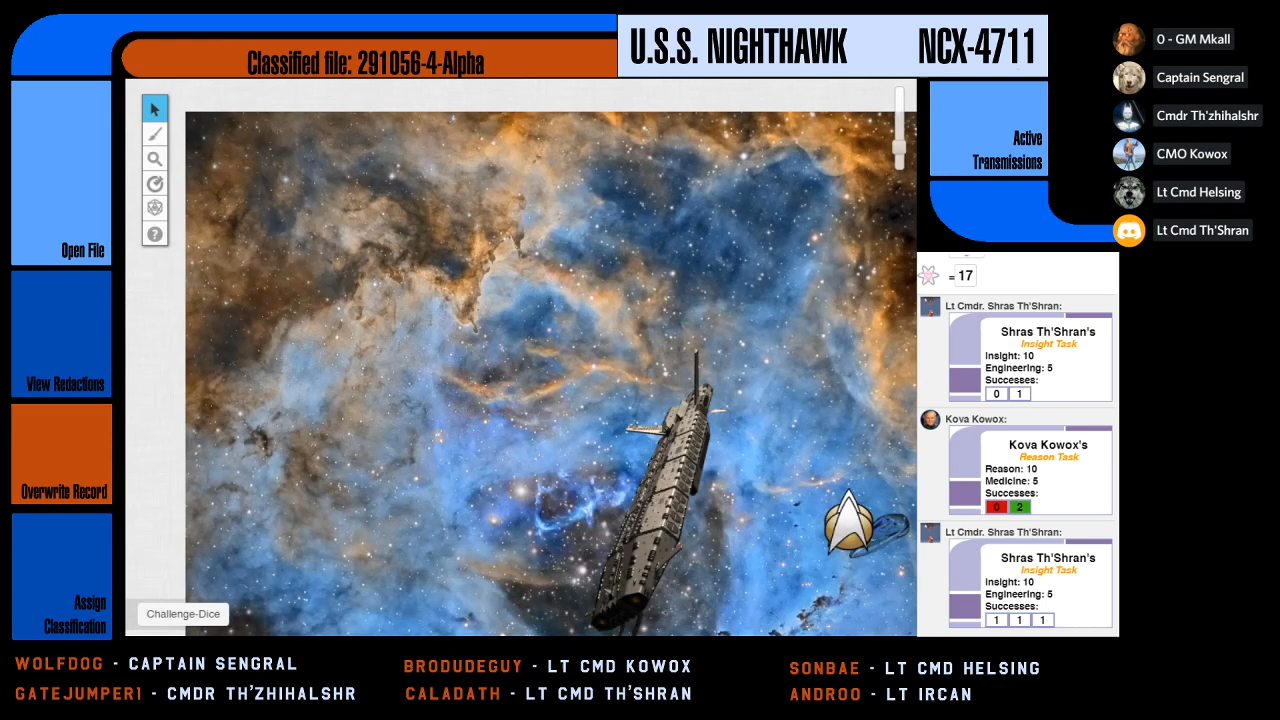 Classified file: 291056-4-Alpha
U.S.S. NIGHTHAWK NCX-4711
0 - GM Mkall
Captain Sengral
Cmdr Th'zhihalshr
CMO Kowox
Lt Cmd Helsing
Lt Cmd Th'Shran
Active
Transmissions
Open File
View Redactions
Overwrite Record
Assign
Classification
Challenge-Dice
= 17
Lt Cmdr. Shras Th'Shran:
Shras Th'Shran's
Insight Task
Insight: 10
Engineering: 5
Successes:
0 1
Kova Kowox:
Kova Kowox's
Reason Task
Reason: 10
Medicine: 5
Successes:
0 2
Lt Cmdr. Shras Th'Shran:
Shras Th'Shran's
Insight Task
Insight: 10
Engineering: 5
Successes:
1 1 1
WOLFDOG - CAPTAIN SENGRAL
BRODUDEGUY - LT CMD KOWOX
SONBAE - LT CMD HELSING
GATEJUMPER1 - CMDR TH'ZHIHALSHR
CALADATH - LT CMD TH'SHRAN
ANDROO - LT IRCAN